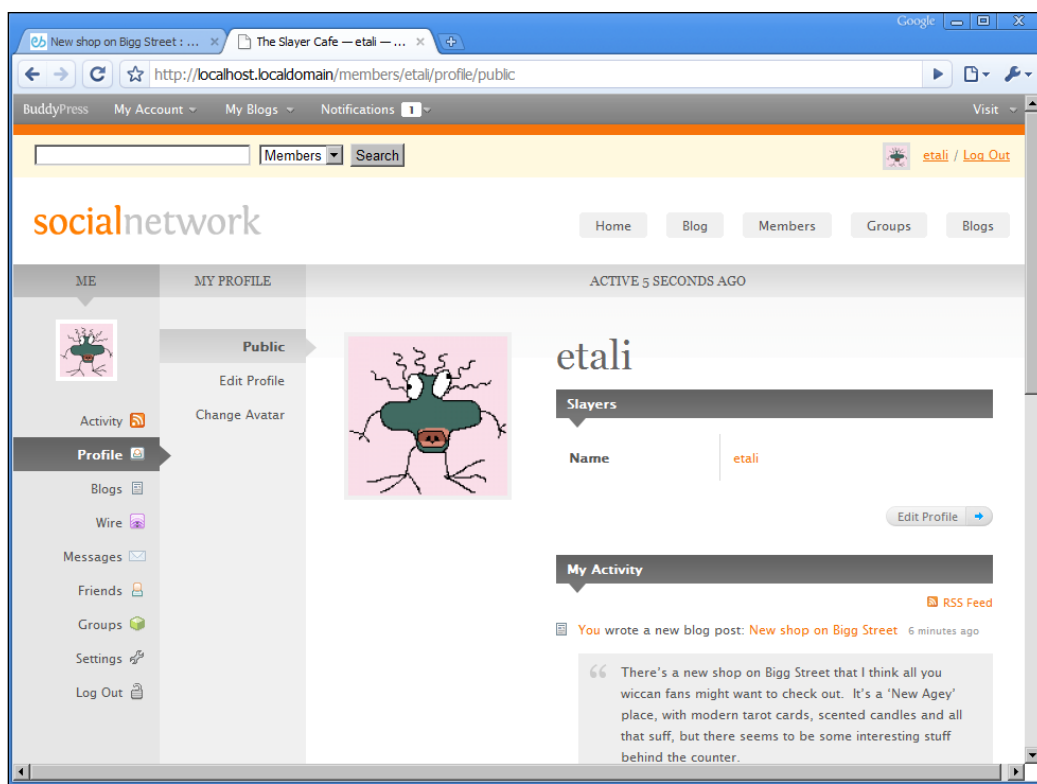 Google
New shop on Bigg Street : ...
The Slayer Cafe — etali — ...
http://localhost.localdomain/members/etali/profile/public
BuddyPress My Account My Blogs Notifications 1 Visit
Members Search etali / Log Out
socialnetwork
Home Blog Members Groups Blogs
ME MY PROFILE ACTIVE 5 SECONDS AGO
Public
Edit Profile
Change Avatar
Activity
Profile
Blogs
Wire
Messages
Friends
Groups
Settings
Log Out
etali
Slayers
Name etali
Edit Profile
My Activity
RSS Feed
You wrote a new blog post: New shop on Bigg Street 6 minutes ago
There's a new shop on Bigg Street that I think all you
wiccan fans might want to check out. It's a 'New Agey'
place, with modern tarot cards, scented candles and all
that suff, but there seems to be some interesting stuff
behind the counter.